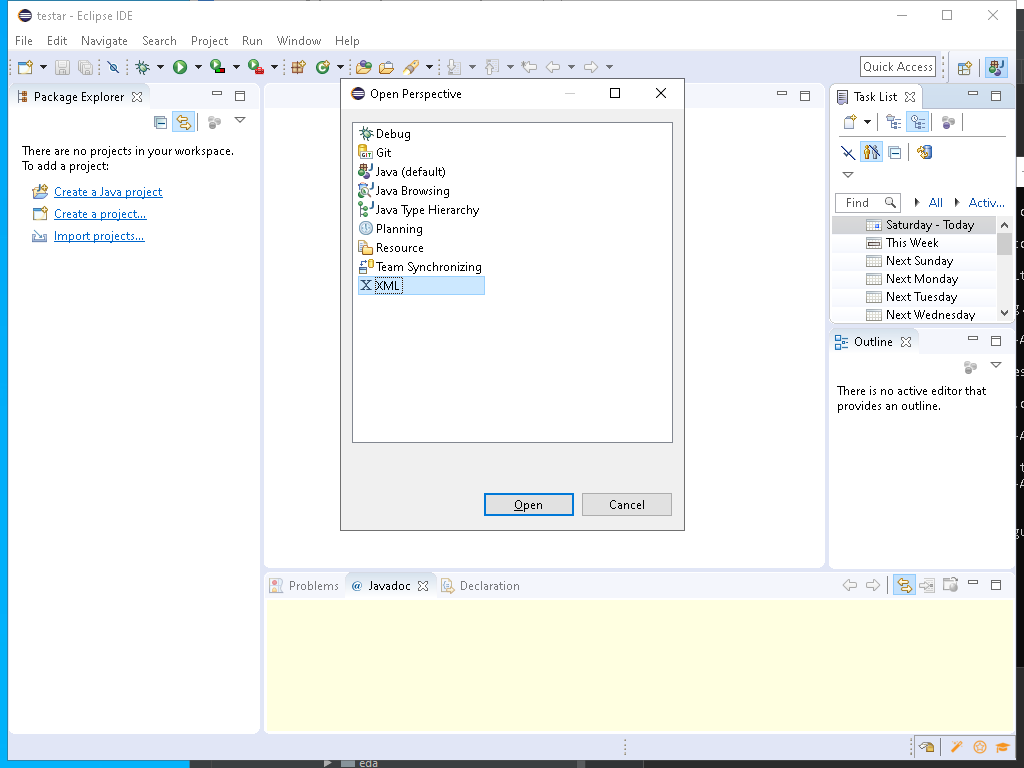 testar - Eclipse IDE
File Edit Navigate Search Project Run Window Help
Quick Access
Package Explorer
There are no projects in your workspace.
To add a project:
Create a Java project
Create a project...
Import projects...
Open Perspective
Debug
Git
Java (default)
Java Browsing
Java Type Hierarchy
Planning
Resource
Team Synchronizing
XML
Open Cancel
Task List
Find All Activ...
Saturday - Today
This Week
Next Sunday
Next Monday
Next Tuesday
Next Wednesday
Outline
There is no active editor that
provides an outline.
Problems @ Javadoc Declaration
eda